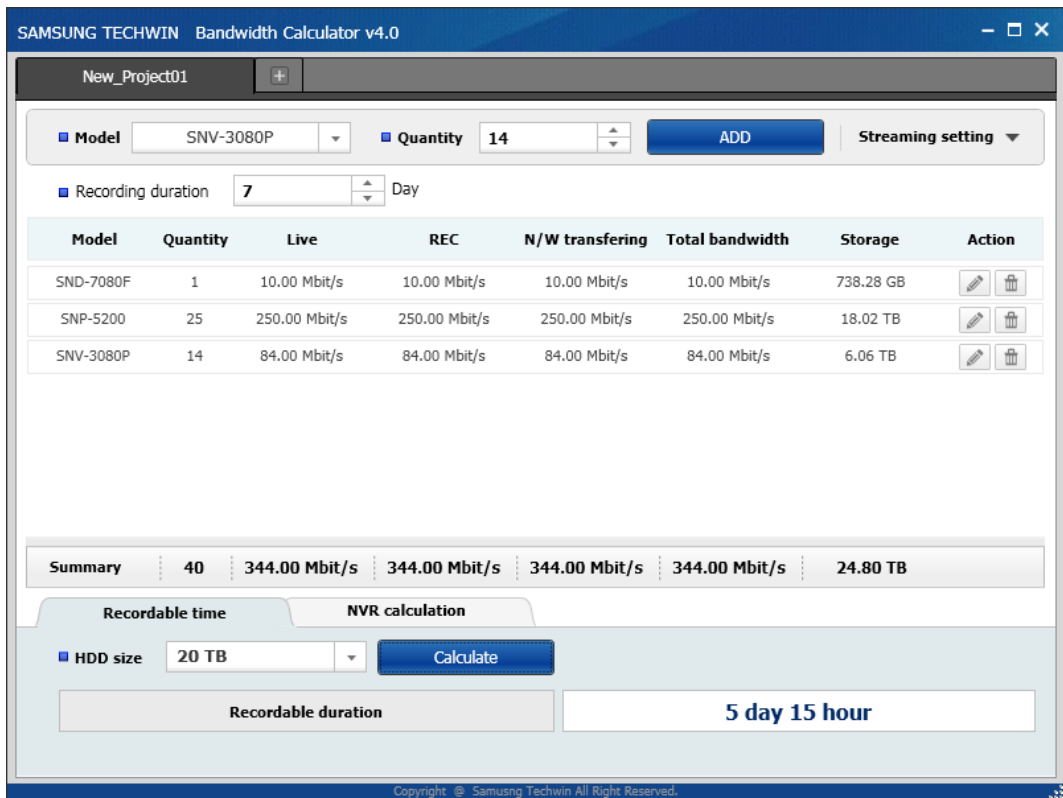 SAMSUNG TECHWIN Bandwidth Calculator v4.0
New_Project01
Model SNV-3080P Quantity 14 ADD Streaming setting
Recording duration 7 Day
Model Quantity Live REC N/W transfering Total bandwidth Storage Action
SND-7080F 1 10.00 Mbit/s 10.00 Mbit/s 10.00 Mbit/s 10.00 Mbit/s 738.28 GB
SNP-5200 25 250.00 Mbit/s 250.00 Mbit/s 250.00 Mbit/s 250.00 Mbit/s 18.02 TB
SNV-3080P 14 84.00 Mbit/s 84.00 Mbit/s 84.00 Mbit/s 84.00 Mbit/s 6.06 TB
Summary 40 344.00 Mbit/s 344.00 Mbit/s 344.00 Mbit/s 344.00 Mbit/s 24.80 TB
Recordable time NVR calculation
HDD size 20 TB Calculate
Recordable duration 5 day 15 hour
Copyright @ Samusng Techwin All Right Reserved.